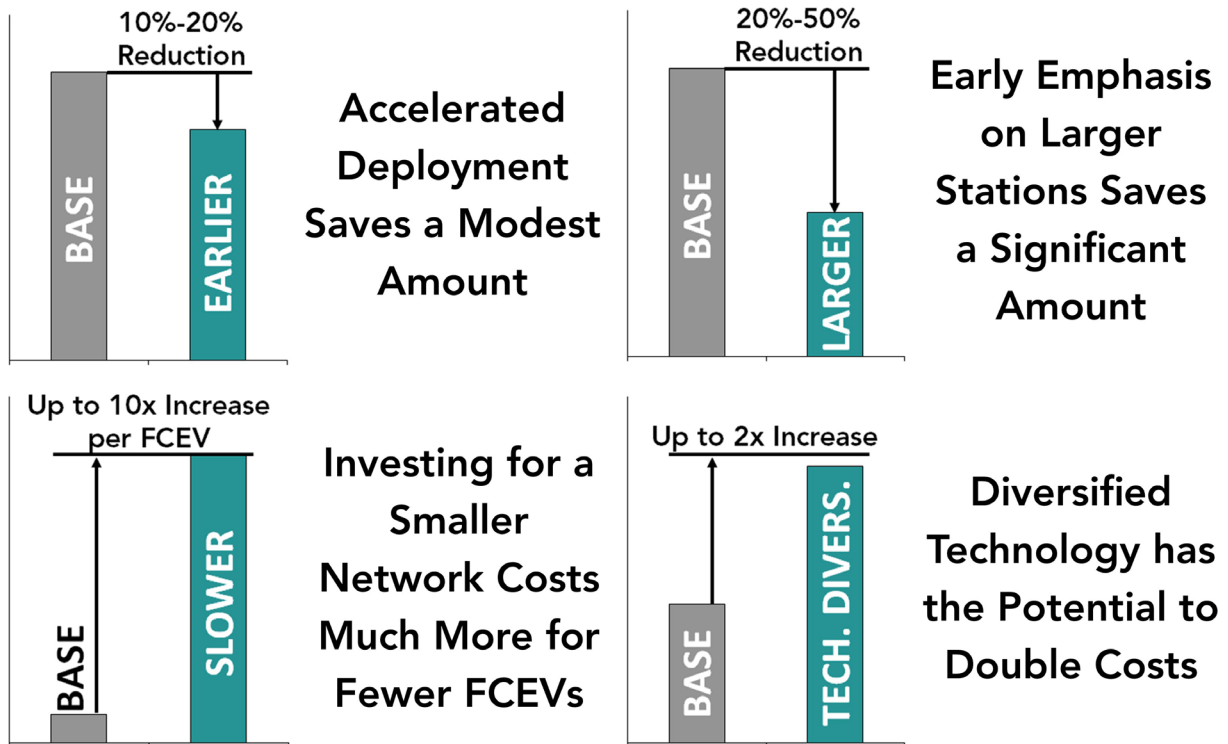 10%-20%
Reduction
BASE
EARLIER
Accelerated
Deployment
Saves a Modest
Amount
20%-50%
Reduction
BASE
LARGER
Early Emphasis
on Larger
Stations Saves
a Significant
Amount
Up to 10x Increase
per FCEV
BASE
SLOWER
Investing for a
Smaller
Network Costs
Much More for
Fewer FCEVs
Up to 2x Increase
BASE
TECH. DIVERS.
Diversified
Technology has
the Potential to
Double Costs